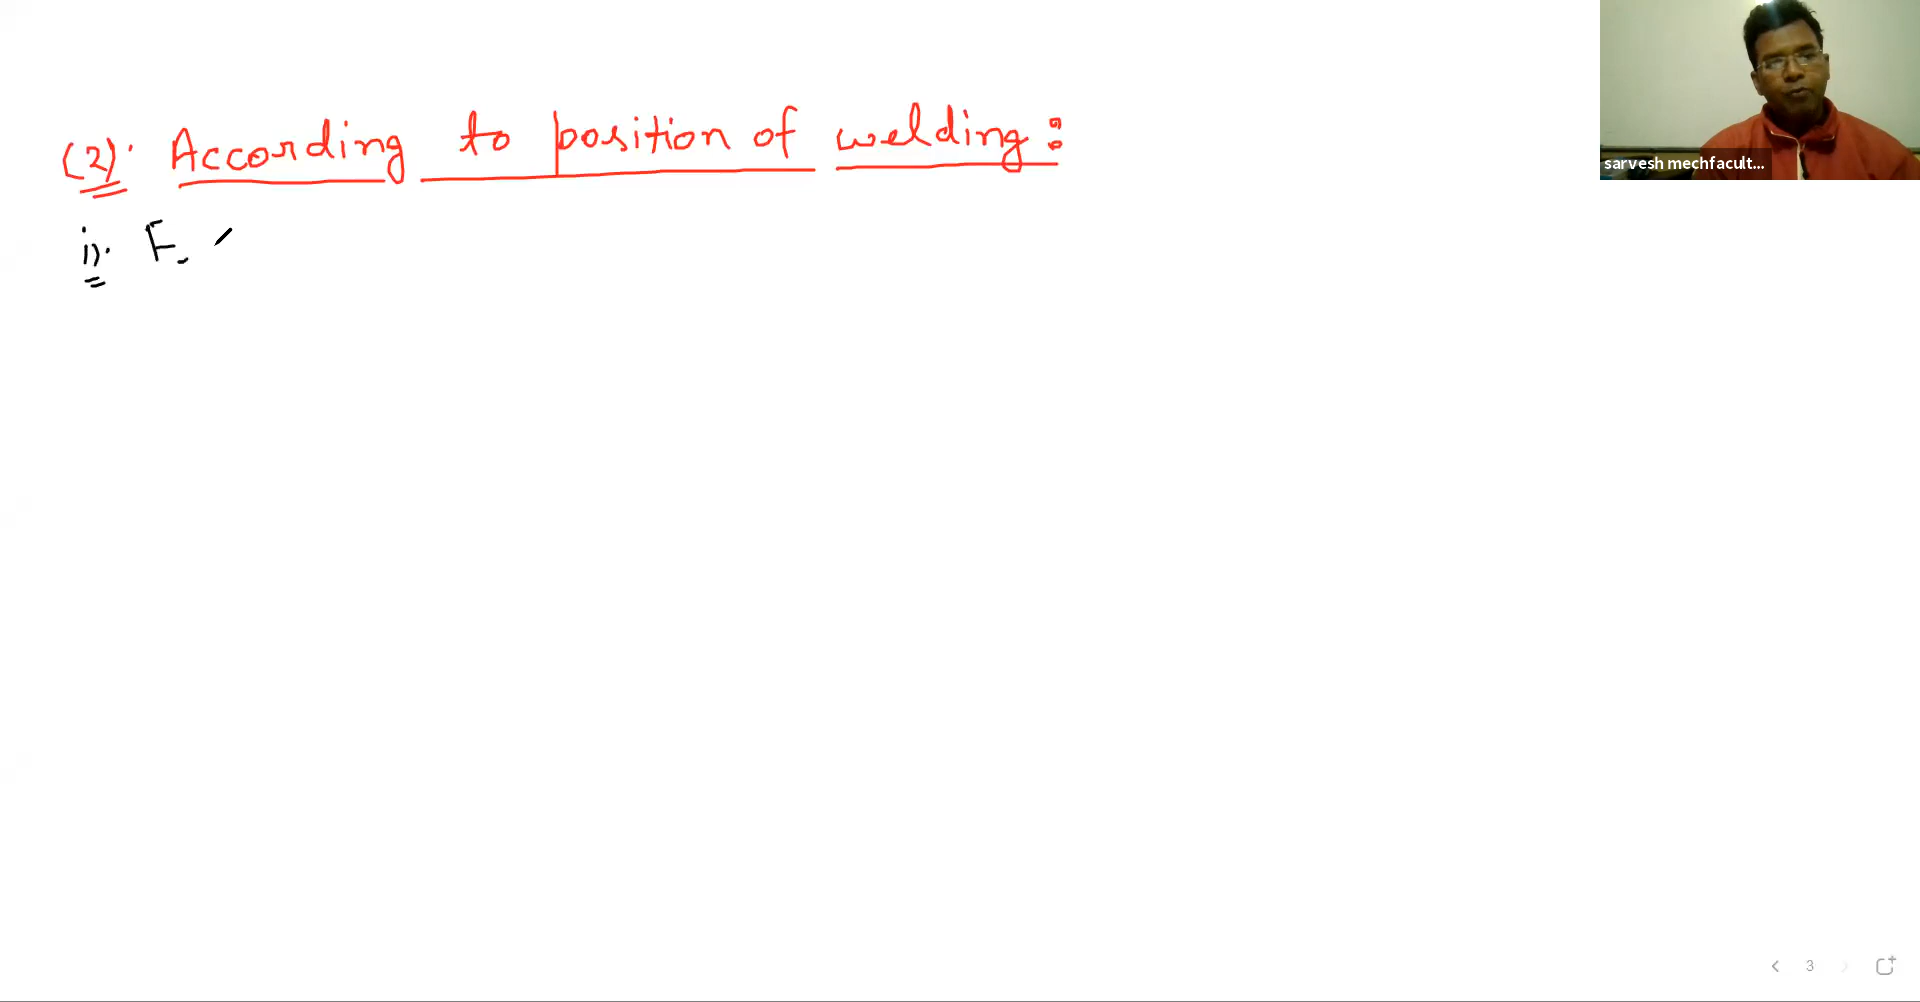 (2). According to position of welding:
sarvesh mechfacult...
i). F
3